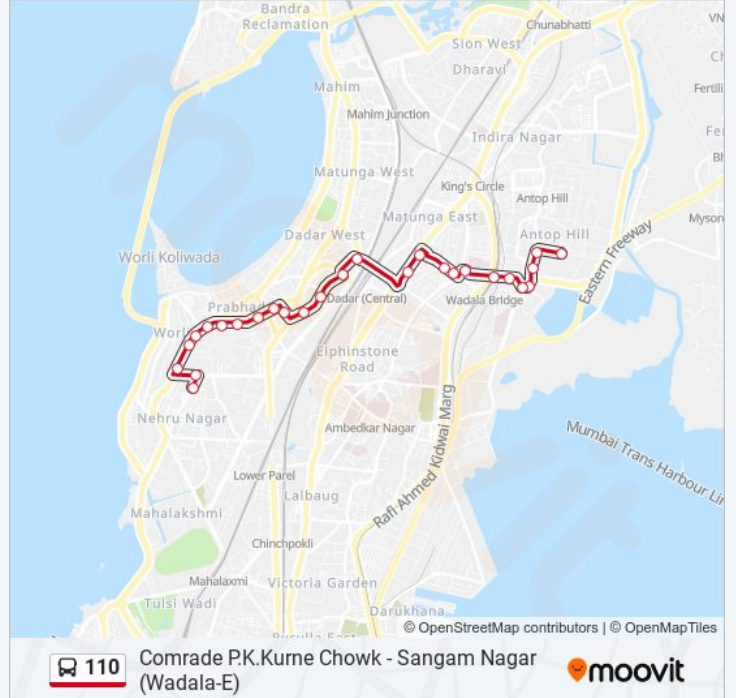 Bandra
Reclamation
Chunabhatti
VN
Sion West
Dharavi
Mahim
Mahim Junction
Indira Nagar
Matunga West
King's Circle
Antop Hill
Matunga East
Myson
Dadar West
Antop Hill
Worli Koliwada
Eastern Freeway
Prabhad
Dadar (Central)
Wadala Bridge
Elphinstone
Road
Nehru Nagar
Ambedkar Nagar
Rafi Ahmed Kidwai Marg
Mumbai Trans Harbour Lin
Lower Parel
Lalbaug
Mahalakshmi
Chinchpokli
Mahalaxmi
Victoria Garden
Tulsi Wadi
Darukhana
© OpenStreetMap contributors | © OpenMapTiles
110
Comrade P.K.Kurne Chowk - Sangam Nagar
(Wadala-E)
moovit